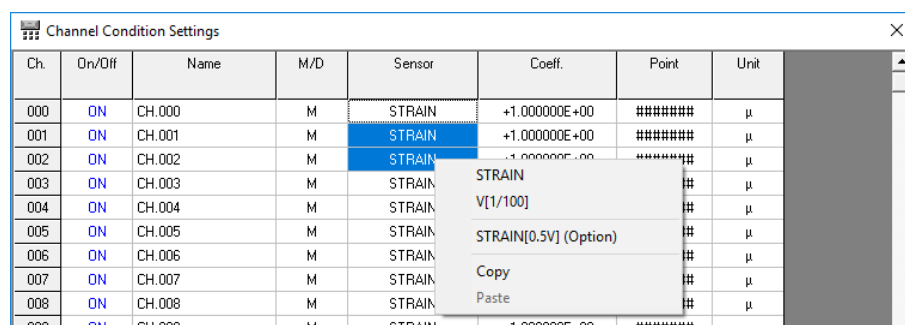 Channel Condition Settings
Ch. On/Off Name M/D Sensor Coeff. Point Unit
000 ON CH.000 M STRAIN +1.000000E+00 ####### μ
001 ON CH.001 M STRAIN +1.000000E+00 ####### μ
002 ON CH.002 M STRAIN +1.000000E+00 ####### μ
003 ON CH.003 M STRAIN STRAIN ## μ
004 ON CH.004 M STRAIN V[1/100] ## μ
005 ON CH.005 M STRAIN STRAIN[0.5V] (Option) ## μ
006 ON CH.006 M STRAIN ## μ
007 ON CH.007 M STRAIN Copy ## μ
008 ON CH.008 M STRAIN Paste ## μ